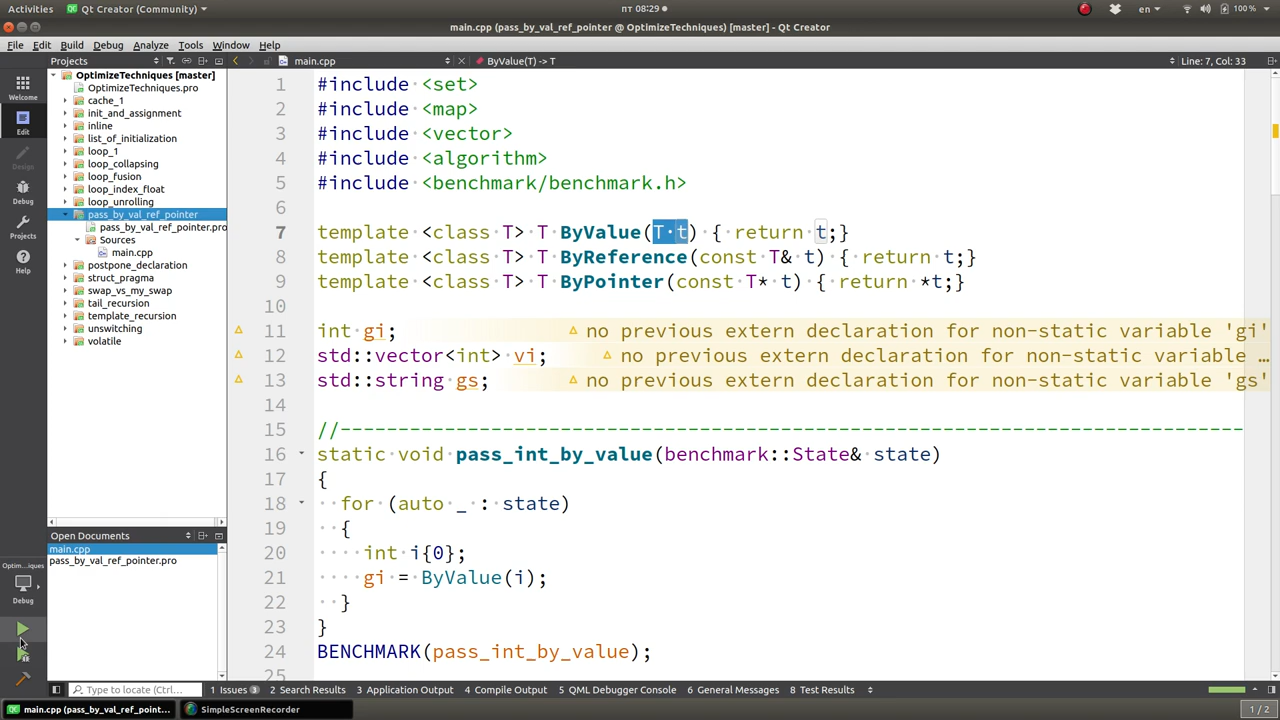 Activities
Qt Creator (Community)
пт 08:29
en
100 %
main.cpp (pass_by_val_ref_pointer @ OptimizeTechniques) [master] - Qt Creator
File Edit Build Debug Analyze Tools Window Help
Projects
main.cpp
ByValue(T) -> T
Line: 7, Col: 33
Welcome
Edit
Design
Debug
Projects
Help
OptimizeTechniques [master]
OptimizeTechniques.pro
cache_1
init_and_assignment
inline
list_of_initialization
loop_1
loop_collapsing
loop_fusion
loop_index_float
loop_unrolling
pass_by_val_ref_pointer
pass_by_val_ref_pointer.pro
Sources
main.cpp
postpone_declaration
struct_pragma
swap_vs_my_swap
tail_recursion
template_recursion
unswitching
volatile
Open Documents
main.cpp
pass_by_val_ref_pointer.pro
Optim...iques
Debug
1 #include <set>
2 #include <map>
3 #include <vector>
4 #include <algorithm>
5 #include <benchmark/benchmark.h>
6
7 template <class T> T ByValue(T t) { return t;}
8 template <class T> T ByReference(const T& t) { return t;}
9 template <class T> T ByPointer(const T* t) { return *t;}
10
11 int gi; no previous extern declaration for non-static variable 'gi'
12 std::vector<int> vi; no previous extern declaration for non-static variable …
13 std::string gs; no previous extern declaration for non-static variable 'gs'
14
15 //-------------------------------------------------------------------------------
16 static void pass_int_by_value(benchmark::State& state)
17 {
18 for (auto _ : state)
19 {
20 int i{0};
21 gi = ByValue(i);
22 }
23 }
24 BENCHMARK(pass_int_by_value);
25
Type to locate (Ctrl...
1 Issues 3
2 Search Results
3 Application Output
4 Compile Output
5 QML Debugger Console
6 General Messages
8 Test Results
main.cpp (pass_by_val_ref_point...
SimpleScreenRecorder
1 / 2